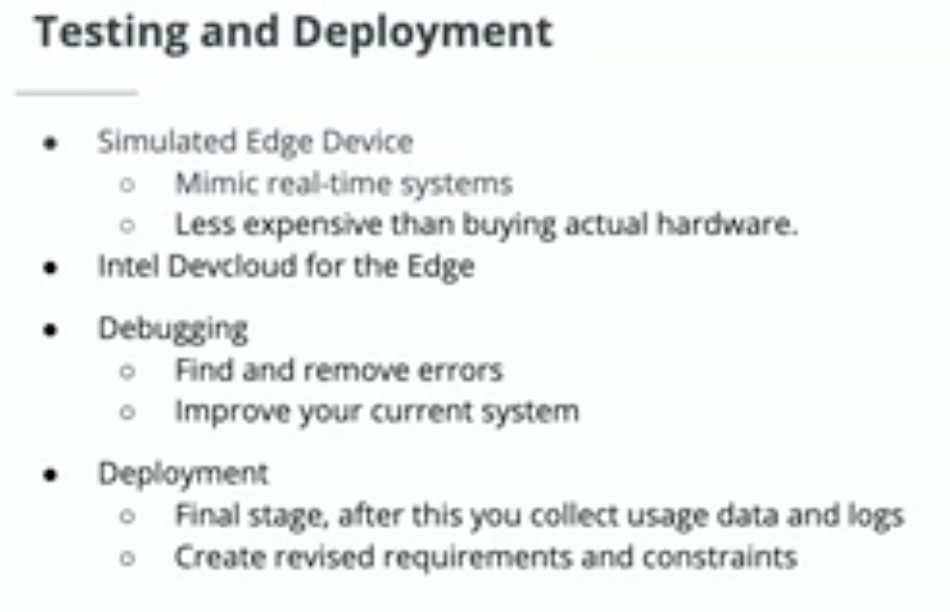 Testing and Deployment
● Simulated Edge Device
○ Mimic real-time systems
○ Less expensive than buying actual hardware.
● Intel Devcloud for the Edge
● Debugging
○ Find and remove errors
○ Improve your current system
● Deployment
○ Final stage, after this you collect usage data and logs
○ Create revised requirements and constraints